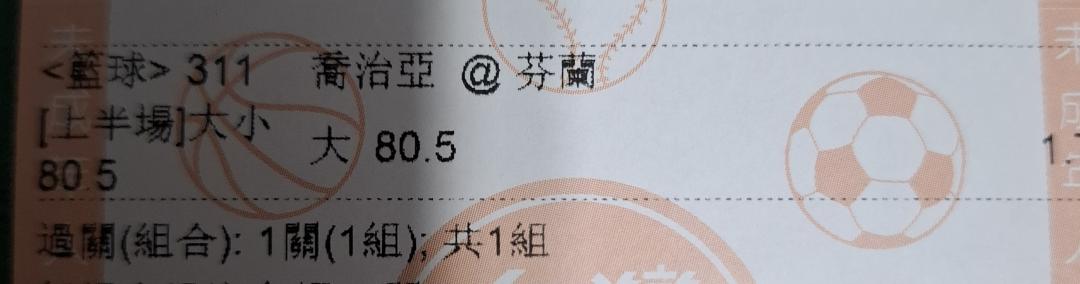 <籃球> 311 喬治亞 @ 芬蘭
[上半場]大小 大 80.5
80.5
過關(組合): 1關(1組); 共1組